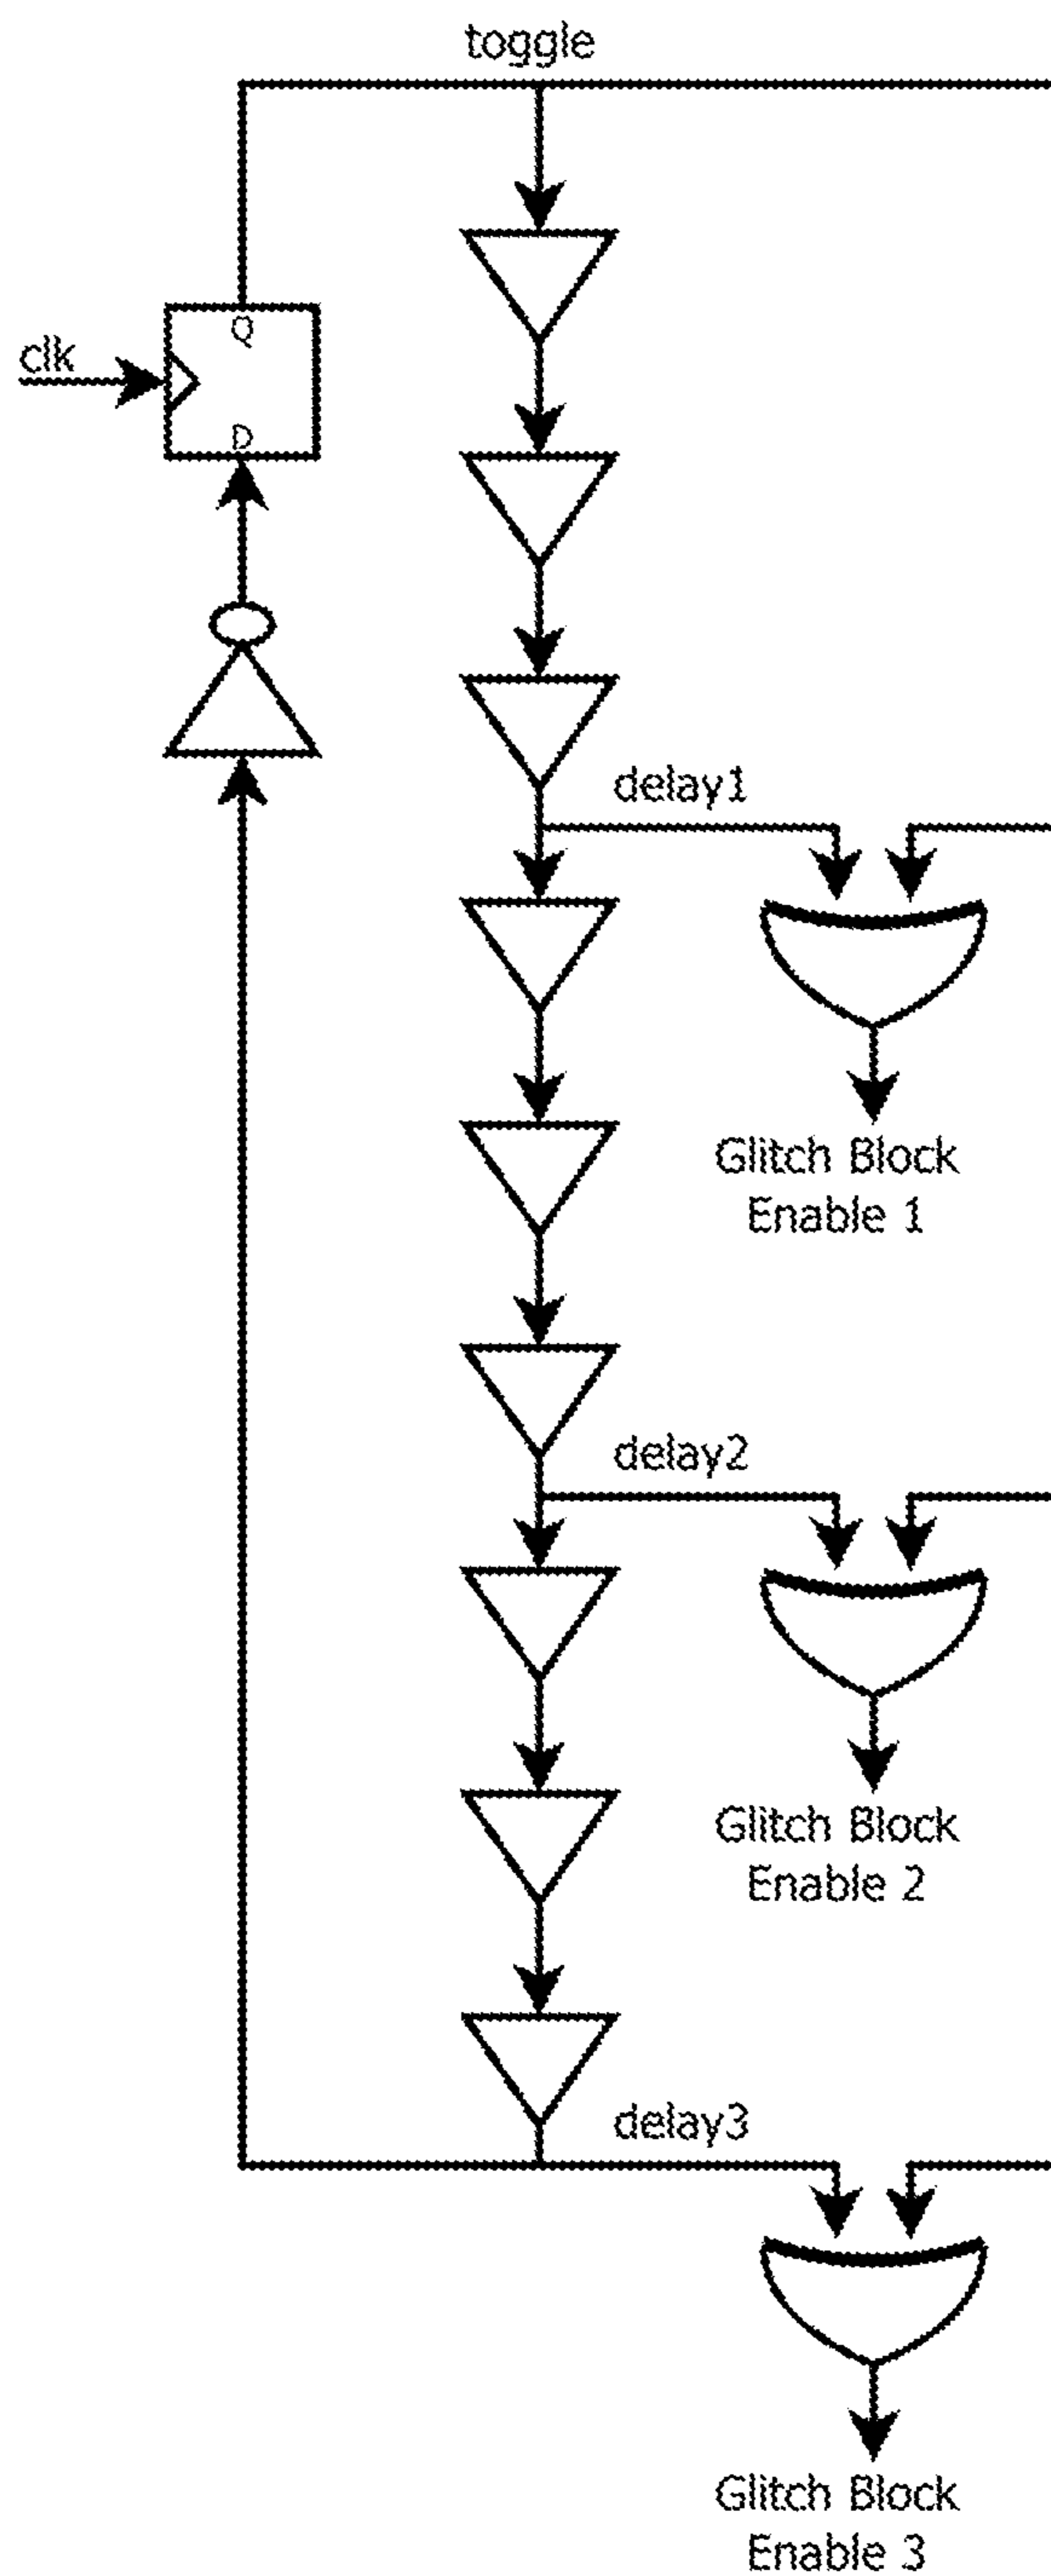 toggle
Q
clk
D
delay1
Glitch Block
Enable 1
delay2
Glitch Block
Enable 2
delay3
Glitch Block
Enable 3